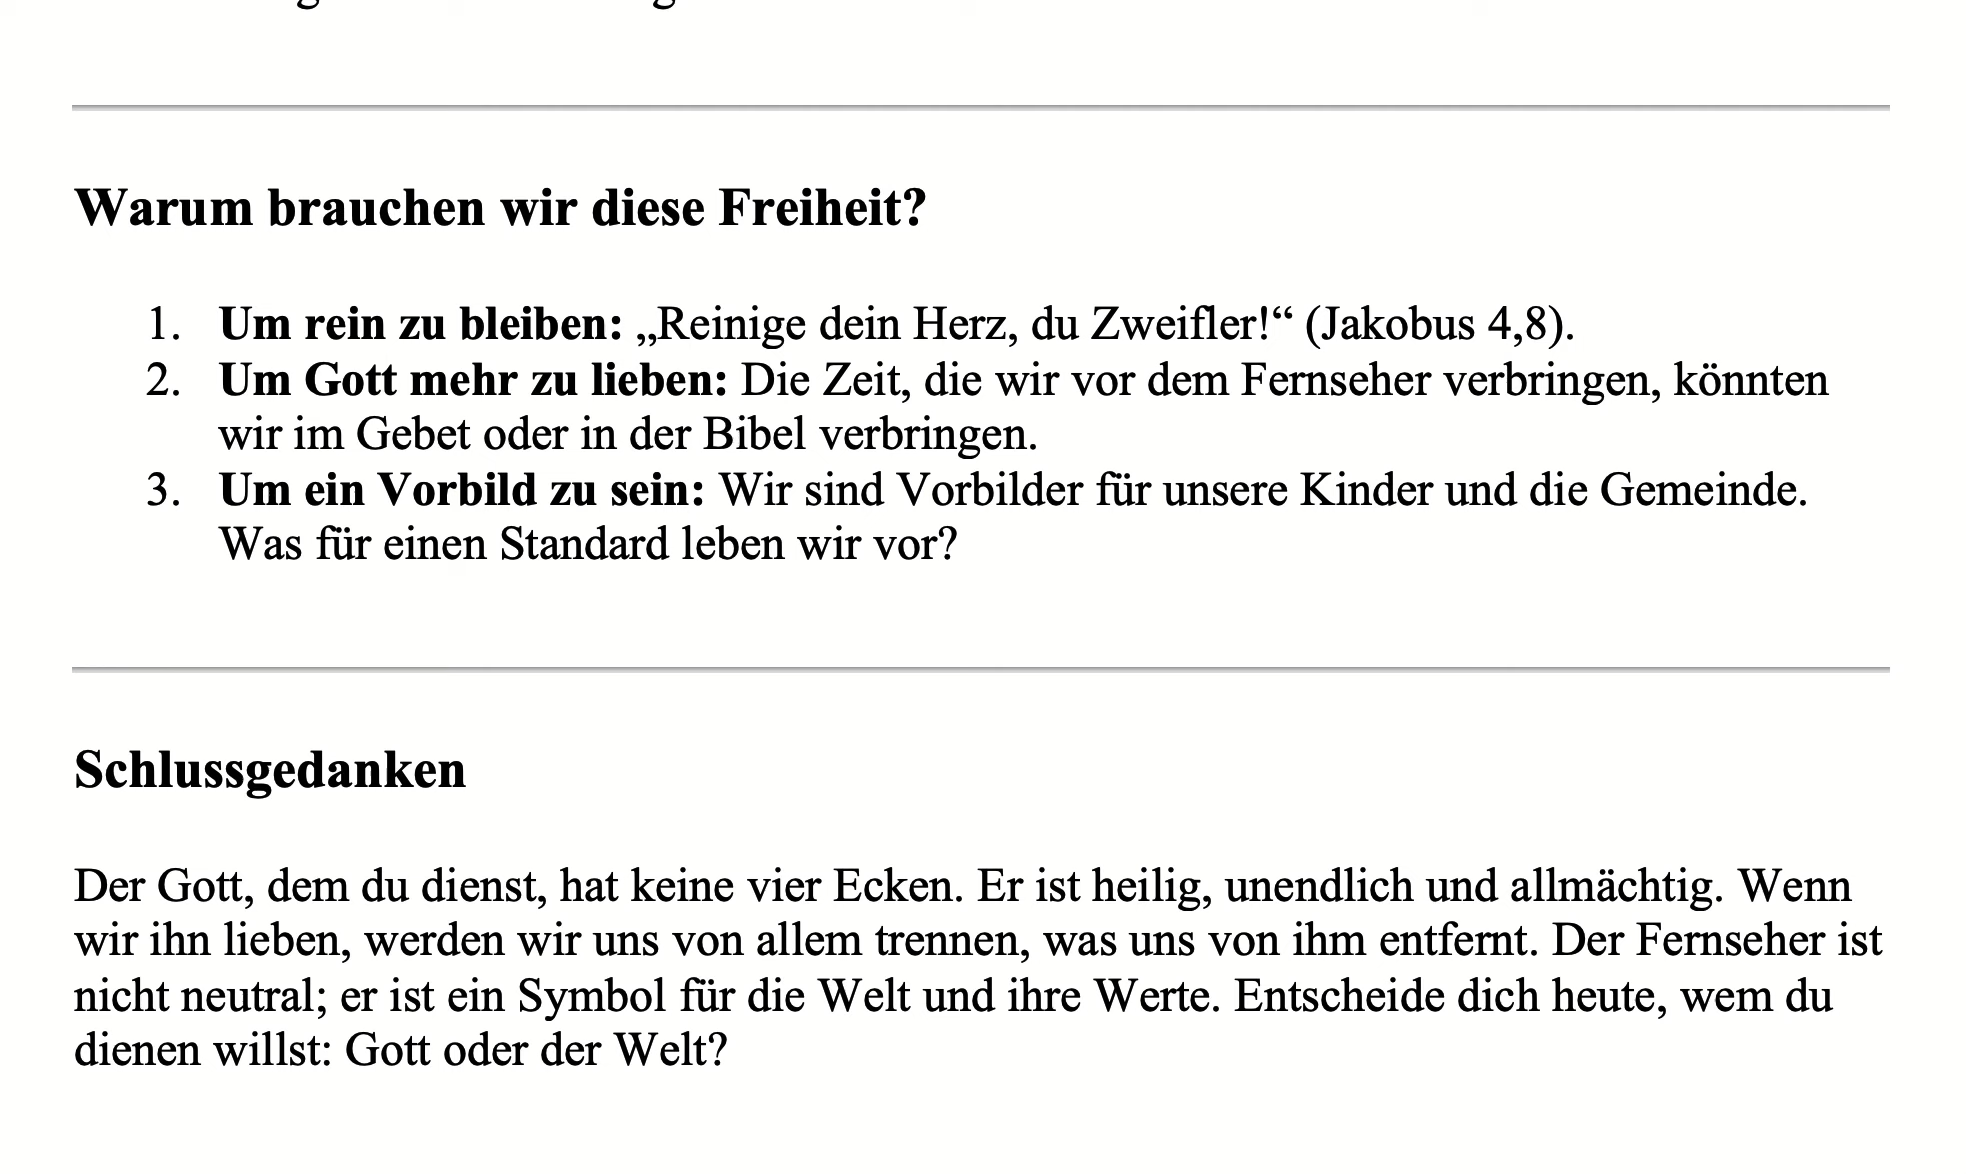 Warum brauchen wir diese Freiheit?
1. Um rein zu bleiben: „Reinige dein Herz, du Zweifler!“ (Jakobus 4,8).
2. Um Gott mehr zu lieben: Die Zeit, die wir vor dem Fernseher verbringen, könnten
wir im Gebet oder in der Bibel verbringen.
3. Um ein Vorbild zu sein: Wir sind Vorbilder für unsere Kinder und die Gemeinde.
Was für einen Standard leben wir vor?
Schlussgedanken
Der Gott, dem du dienst, hat keine vier Ecken. Er ist heilig, unendlich und allmächtig. Wenn
wir ihn lieben, werden wir uns von allem trennen, was uns von ihm entfernt. Der Fernseher ist
nicht neutral; er ist ein Symbol für die Welt und ihre Werte. Entscheide dich heute, wem du
dienen willst: Gott oder der Welt?